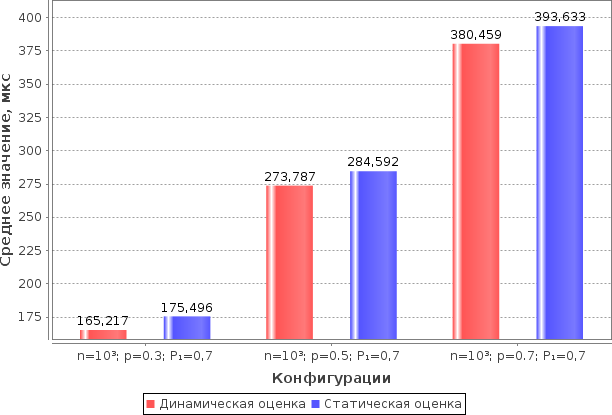 Среднее значение, мкс
400
375
350
325
300
275
250
225
200
175
165,217
175,496
273,787
284,592
380,459
393,633
n=10³; p=0.3; P₁=0,7
n=10³; p=0.5; P₁=0,7
n=10³; p=0.7; P₁=0,7
Конфигурации
Динамическая оценка
Статическая оценка